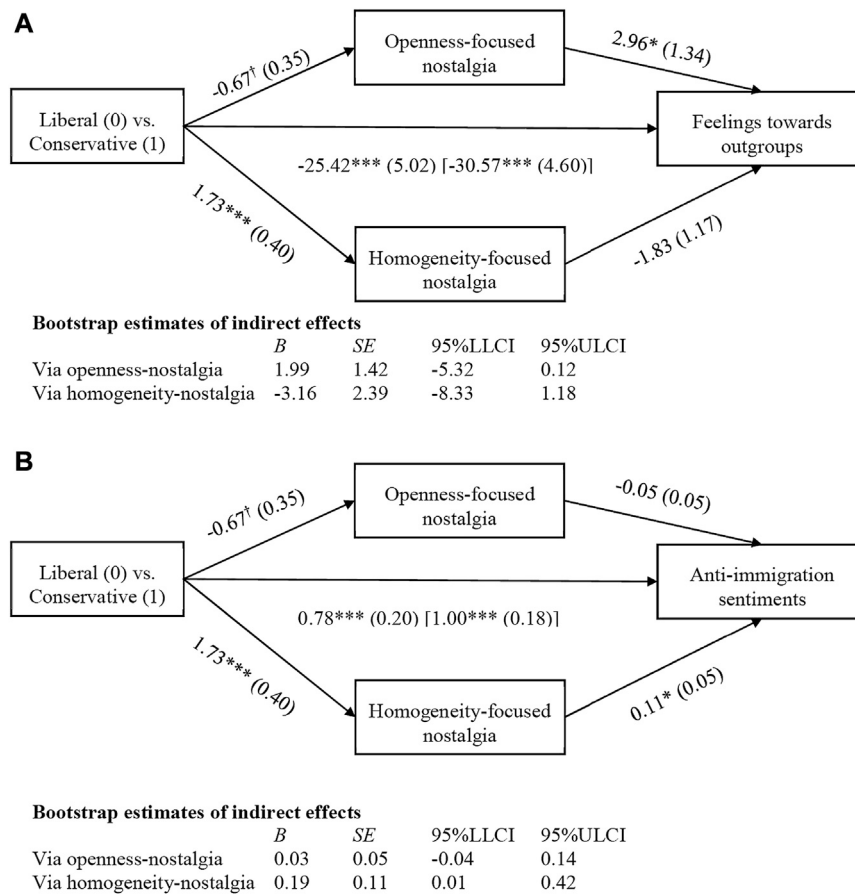 A
Openness-focused
nostalgia
-0.67† (0.35)
2.96* (1.34)
Liberal (0) vs.
Conservative (1)
Feelings towards
outgroups
-25.42*** (5.02) [-30.57*** (4.60)]
1.73*** (0.40)
-1.83 (1.17)
Homogeneity-focused
nostalgia
Bootstrap estimates of indirect effects
B SE 95%LLCI 95%ULCI
Via openness-nostalgia 1.99 1.42 -5.32 0.12
Via homogeneity-nostalgia -3.16 2.39 -8.33 1.18
B
Openness-focused
nostalgia
-0.67† (0.35)
-0.05 (0.05)
Liberal (0) vs.
Conservative (1)
Anti-immigration
sentiments
0.78*** (0.20) [1.00*** (0.18)]
1.73*** (0.40)
0.11* (0.05)
Homogeneity-focused
nostalgia
Bootstrap estimates of indirect effects
B SE 95%LLCI 95%ULCI
Via openness-nostalgia 0.03 0.05 -0.04 0.14
Via homogeneity-nostalgia 0.19 0.11 0.01 0.42